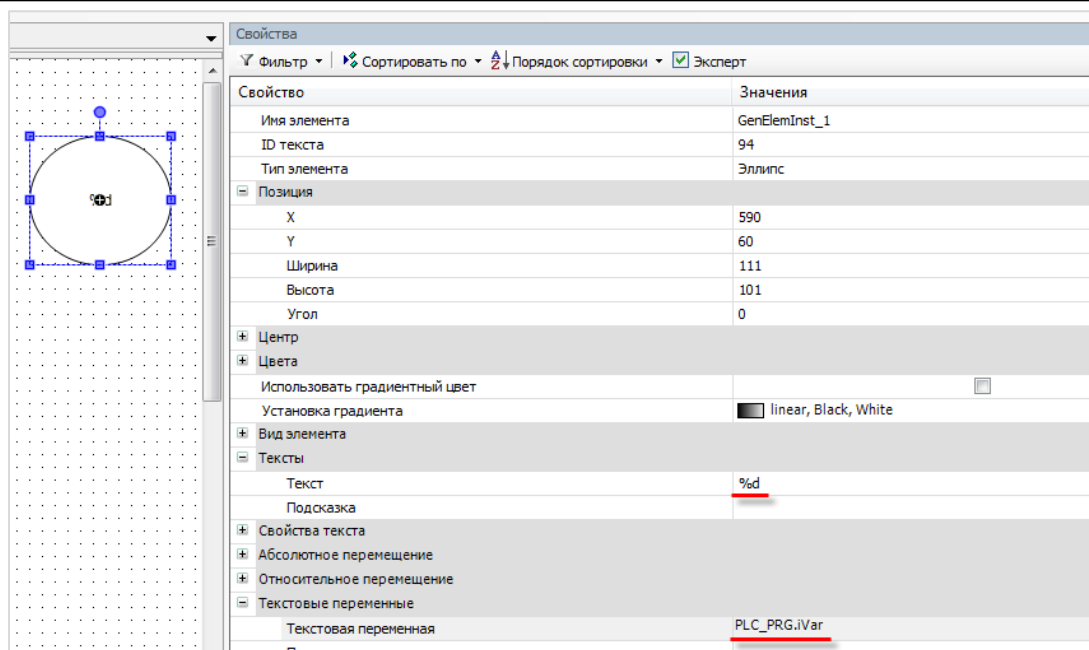 Свойства
Фильтр Сортировать по Порядок сортировки Эксперт
Свойство Значения
Имя элемента GenElemInst_1
ID текста 94
Тип элемента Эллипс
Позиция
X 590
Y 60
Ширина 111
Высота 101
Угол 0
Центр
Цвета
Использовать градиентный цвет
Установка градиента linear, Black, White
Вид элемента
Тексты
Текст %d
Подсказка
Свойства текста
Абсолютное перемещение
Относительное перемещение
Текстовые переменные
Текстовая переменная PLC_PRG.iVar